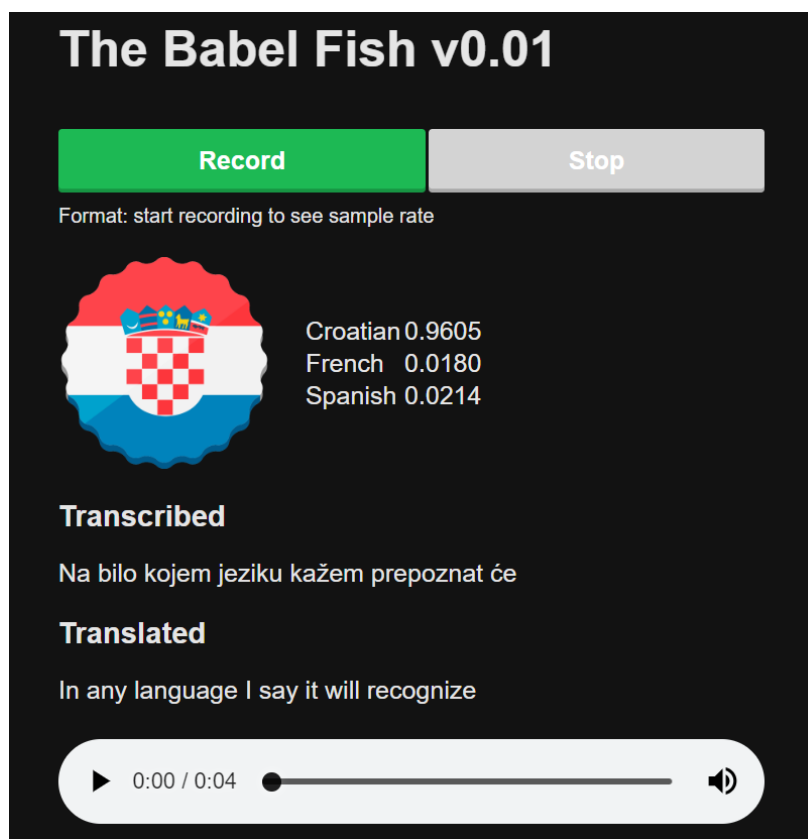 The Babel Fish v0.01
Record Stop
Format: start recording to see sample rate
Croatian 0.9605
French 0.0180
Spanish 0.0214
Transcribed
Na bilo kojem jeziku kažem prepoznat će
Translated
In any language I say it will recognize
0:00 / 0:04